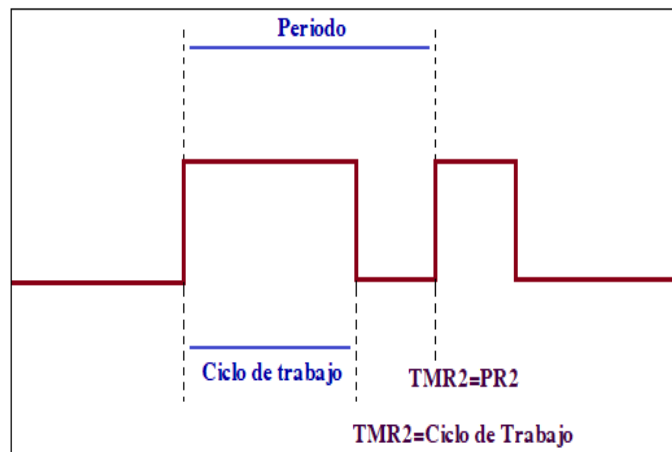 Periodo
Ciclo de trabajo
TMR2=PR2
TMR2=Ciclo de Trabajo